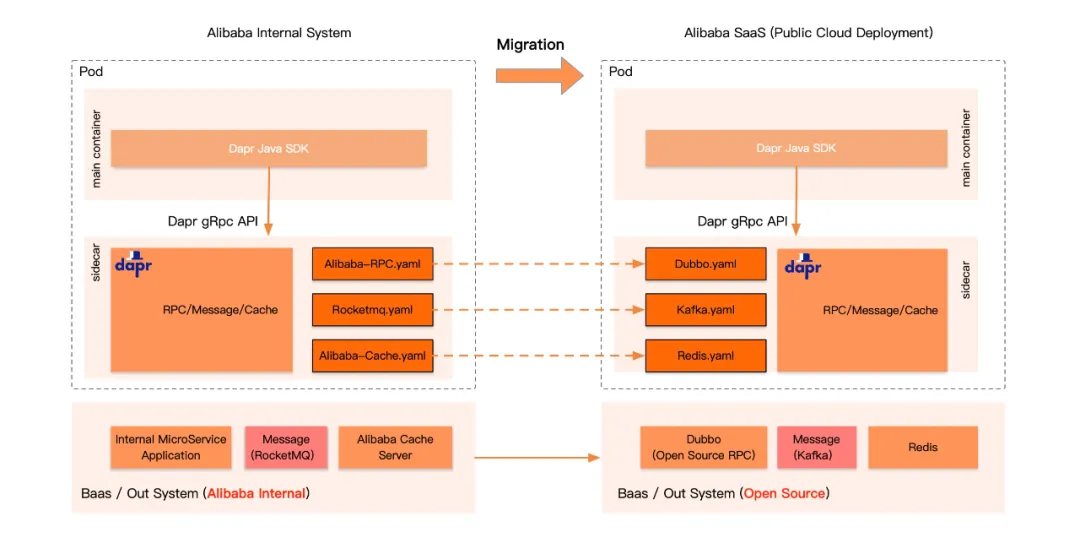 Alibaba Internal System
Migration
Alibaba SaaS (Public Cloud Deployment)
Pod
main container
Dapr Java SDK
Dapr gRpc API
sidecar
dapr
RPC/Message/Cache
Alibaba-RPC.yaml
Rocketmq.yaml
Alibaba-Cache.yaml
Pod
main container
Dapr Java SDK
Dapr gRpc API
Dubbo.yaml
Kafka.yaml
Redis.yaml
dapr
RPC/Message/Cache
sidecar
Internal MicroService
Application
Message
(RocketMQ)
Alibaba Cache
Server
Baas / Out System (Alibaba Internal)
Dubbo
(Open Source RPC)
Message
(Kafka)
Redis
Baas / Out System (Open Source)